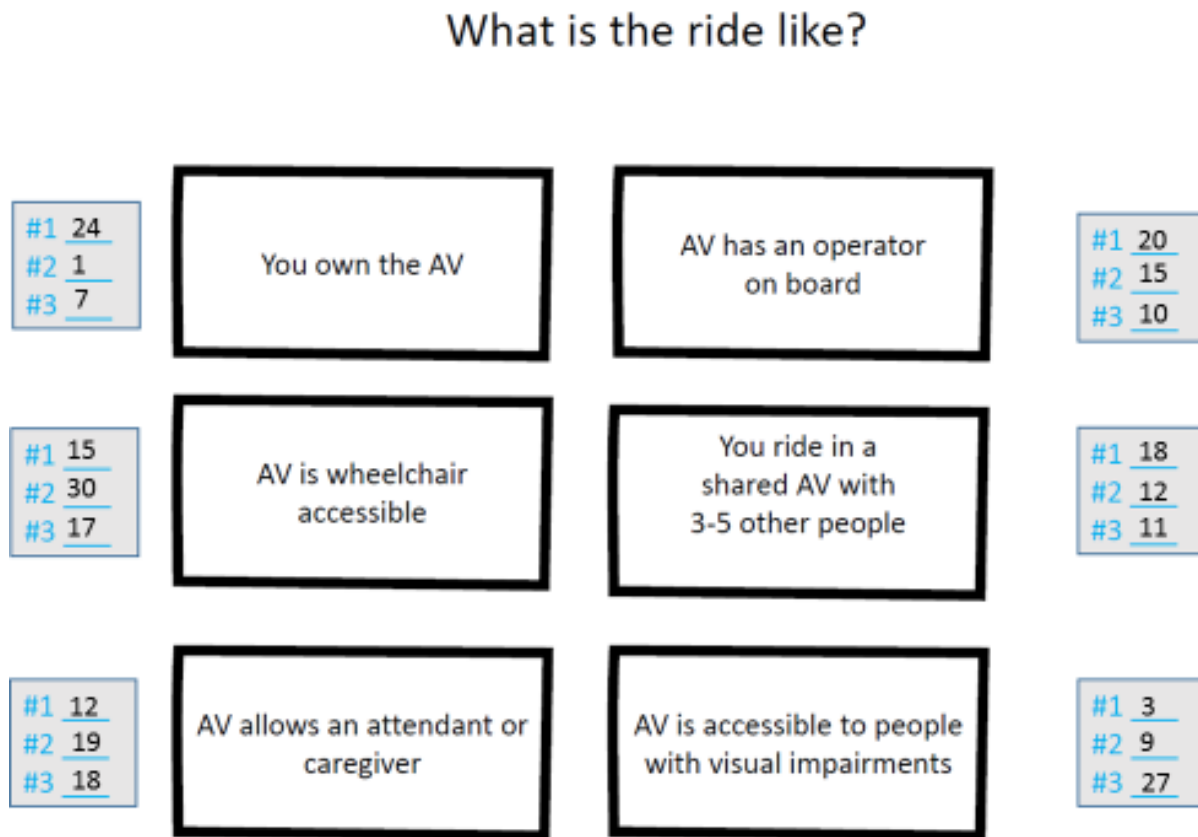 What is the ride like?
#1 24
#2 1
#3 7
You own the AV
AV has an operator
on board
#1 20
#2 15
#3 10
#1 15
#2 30
#3 17
AV is wheelchair
accessible
You ride in a
shared AV with
3-5 other people
#1 18
#2 12
#3 11
#1 12
#2 19
#3 18
AV allows an attendant or
caregiver
AV is accessible to people
with visual impairments
#1 3
#2 9
#3 27